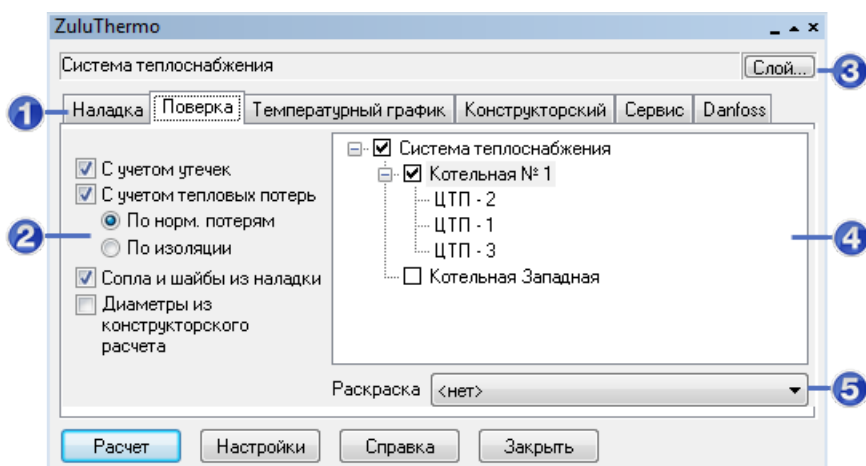 ZuluThermo
Система теплоснабжения
Слой...
3
1
Наладка
Поверка
Температурный график
Конструкторский
Сервис
Danfoss
С учетом утечек
С учетом тепловых потерь
По норм. потерям
По изоляции
2
Сопла и шайбы из наладки
Диаметры из
конструкторского
расчета
Система теплоснабжения
Котельная № 1
ЦТП - 2
ЦТП - 1
ЦТП - 3
Котельная Западная
4
Раскраска
<нет>
5
Расчет
Настройки
Справка
Закрыть